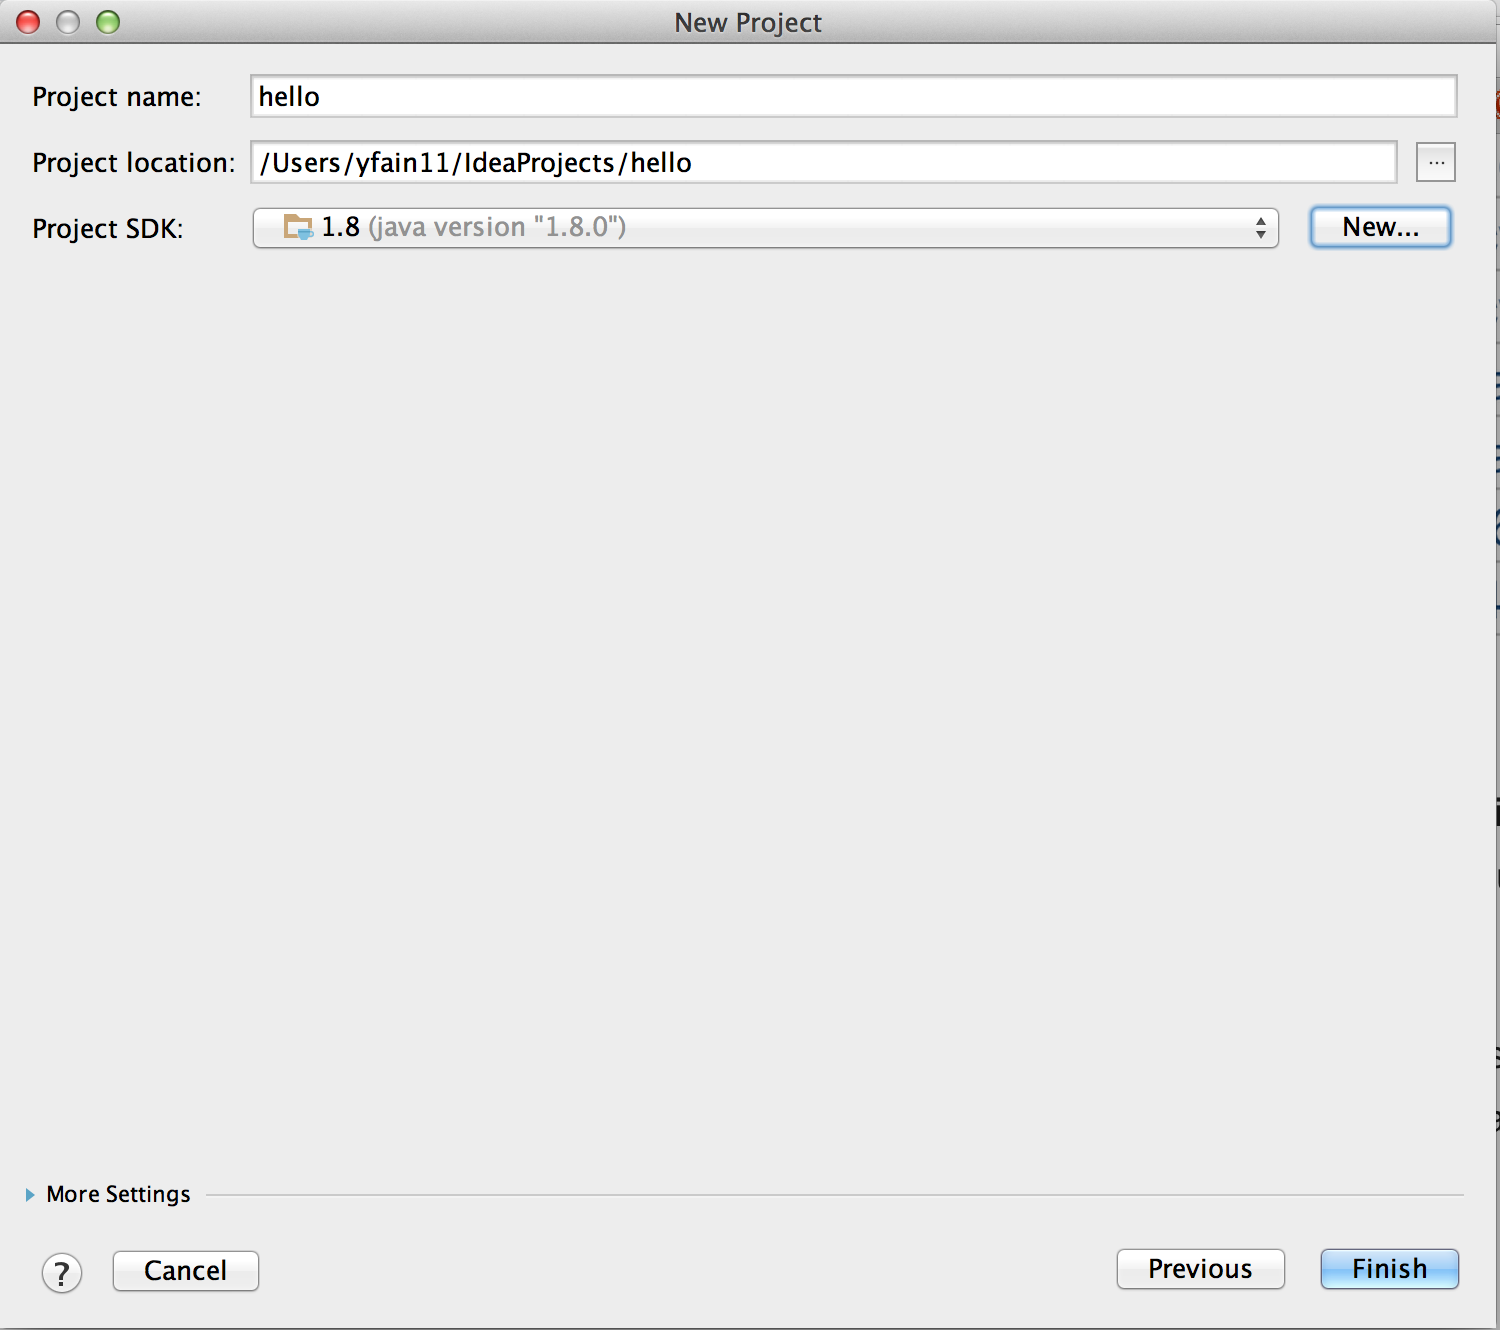 New Project
Project name: hello
Project location: /Users/yfain11/IdeaProjects/hello ...
Project SDK: 1.8 (java version "1.8.0") New...
More Settings
? Cancel Previous Finish